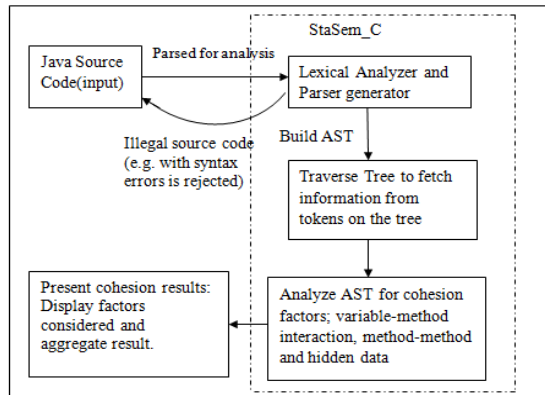 StaSem_C
Java Source
Code(input)
Parsed for analysis
Lexical Analyzer and
Parser generator
Illegal source code
(e.g. with syntax
errors is rejected)
Build AST
Traverse Tree to fetch
information from
tokens on the tree
Analyze AST for cohesion
factors; variable-method
interaction, method-method
and hidden data
Present cohesion results:
Display factors
considered and
aggregate result.